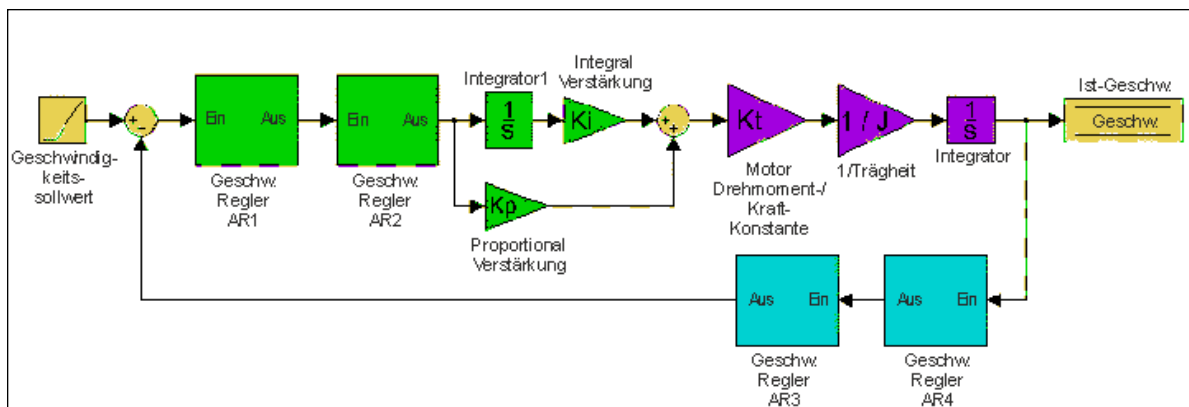 Geschwindig-
keits-
sollwert
+
−
Ein Aus
Geschw.
Regler
AR1
Ein Aus
Geschw.
Regler
AR2
Integrator1
1
S
Integral
Verstärkung
Ki
Kp
Proportional
Verstärkung
+
+
Kt
Motor
Drehmoment-/
Kraft-
Konstante
1 / J
1/Trägheit
1
S
Integrator
Ist-Geschw.
Geschw.
Aus Ein
Geschw.
Regler
AR3
Aus Ein
Geschw.
Regler
AR4